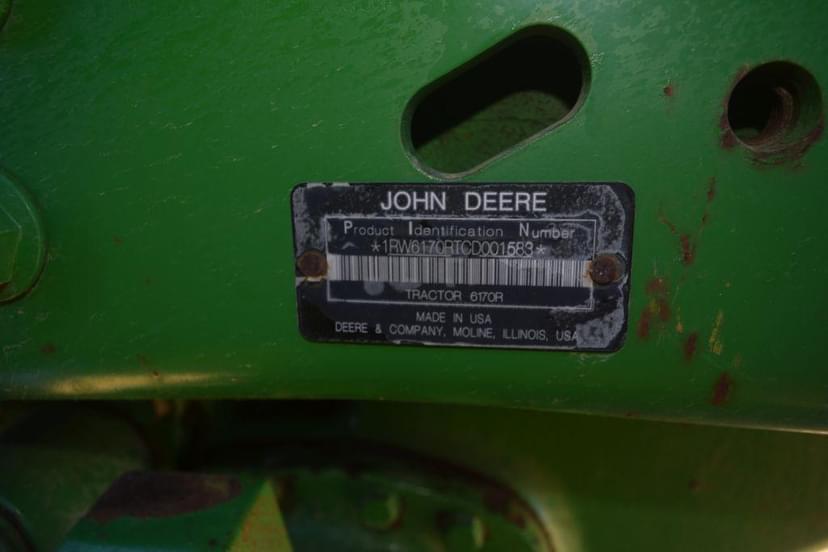 JOHN DEERE
Product Identification Number
*1RW6170RTCD001583*
TRACTOR 6170R
MADE IN USA
DEERE & COMPANY, MOLINE, ILLINOIS, USA